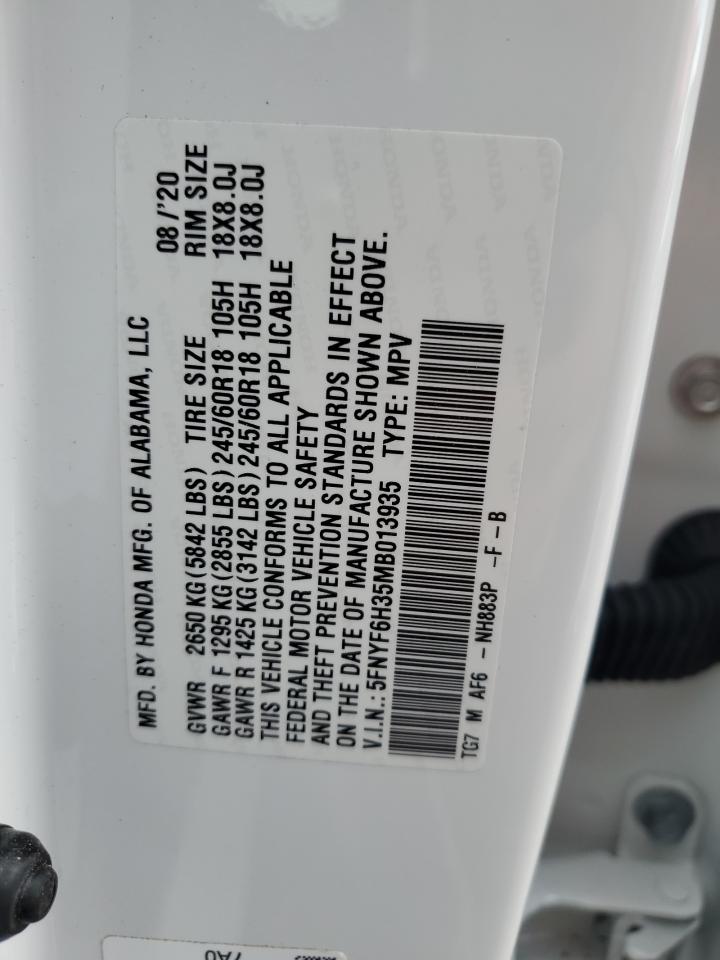 MFD. BY HONDA MFG. OF ALABAMA, LLC 08/'20
GVWR 2650 KG (5842 LBS) TIRE SIZE RIM SIZE
GAWR F 1295 KG (2855 LBS) 245/60R18 105H 18X8.0J
GAWR R 1425 KG (3142 LBS) 245/60R18 105H 18X8.0J
THIS VEHICLE CONFORMS TO ALL APPLICABLE
FEDERAL MOTOR VEHICLE SAFETY
AND THEFT PREVENTION STANDARDS IN EFFECT
ON THE DATE OF MANUFACTURE SHOWN ABOVE.
V.I.N.: 5FNYF6H35MB013935 TYPE: MPV
TG7 M AF6 - NH883P - F - B